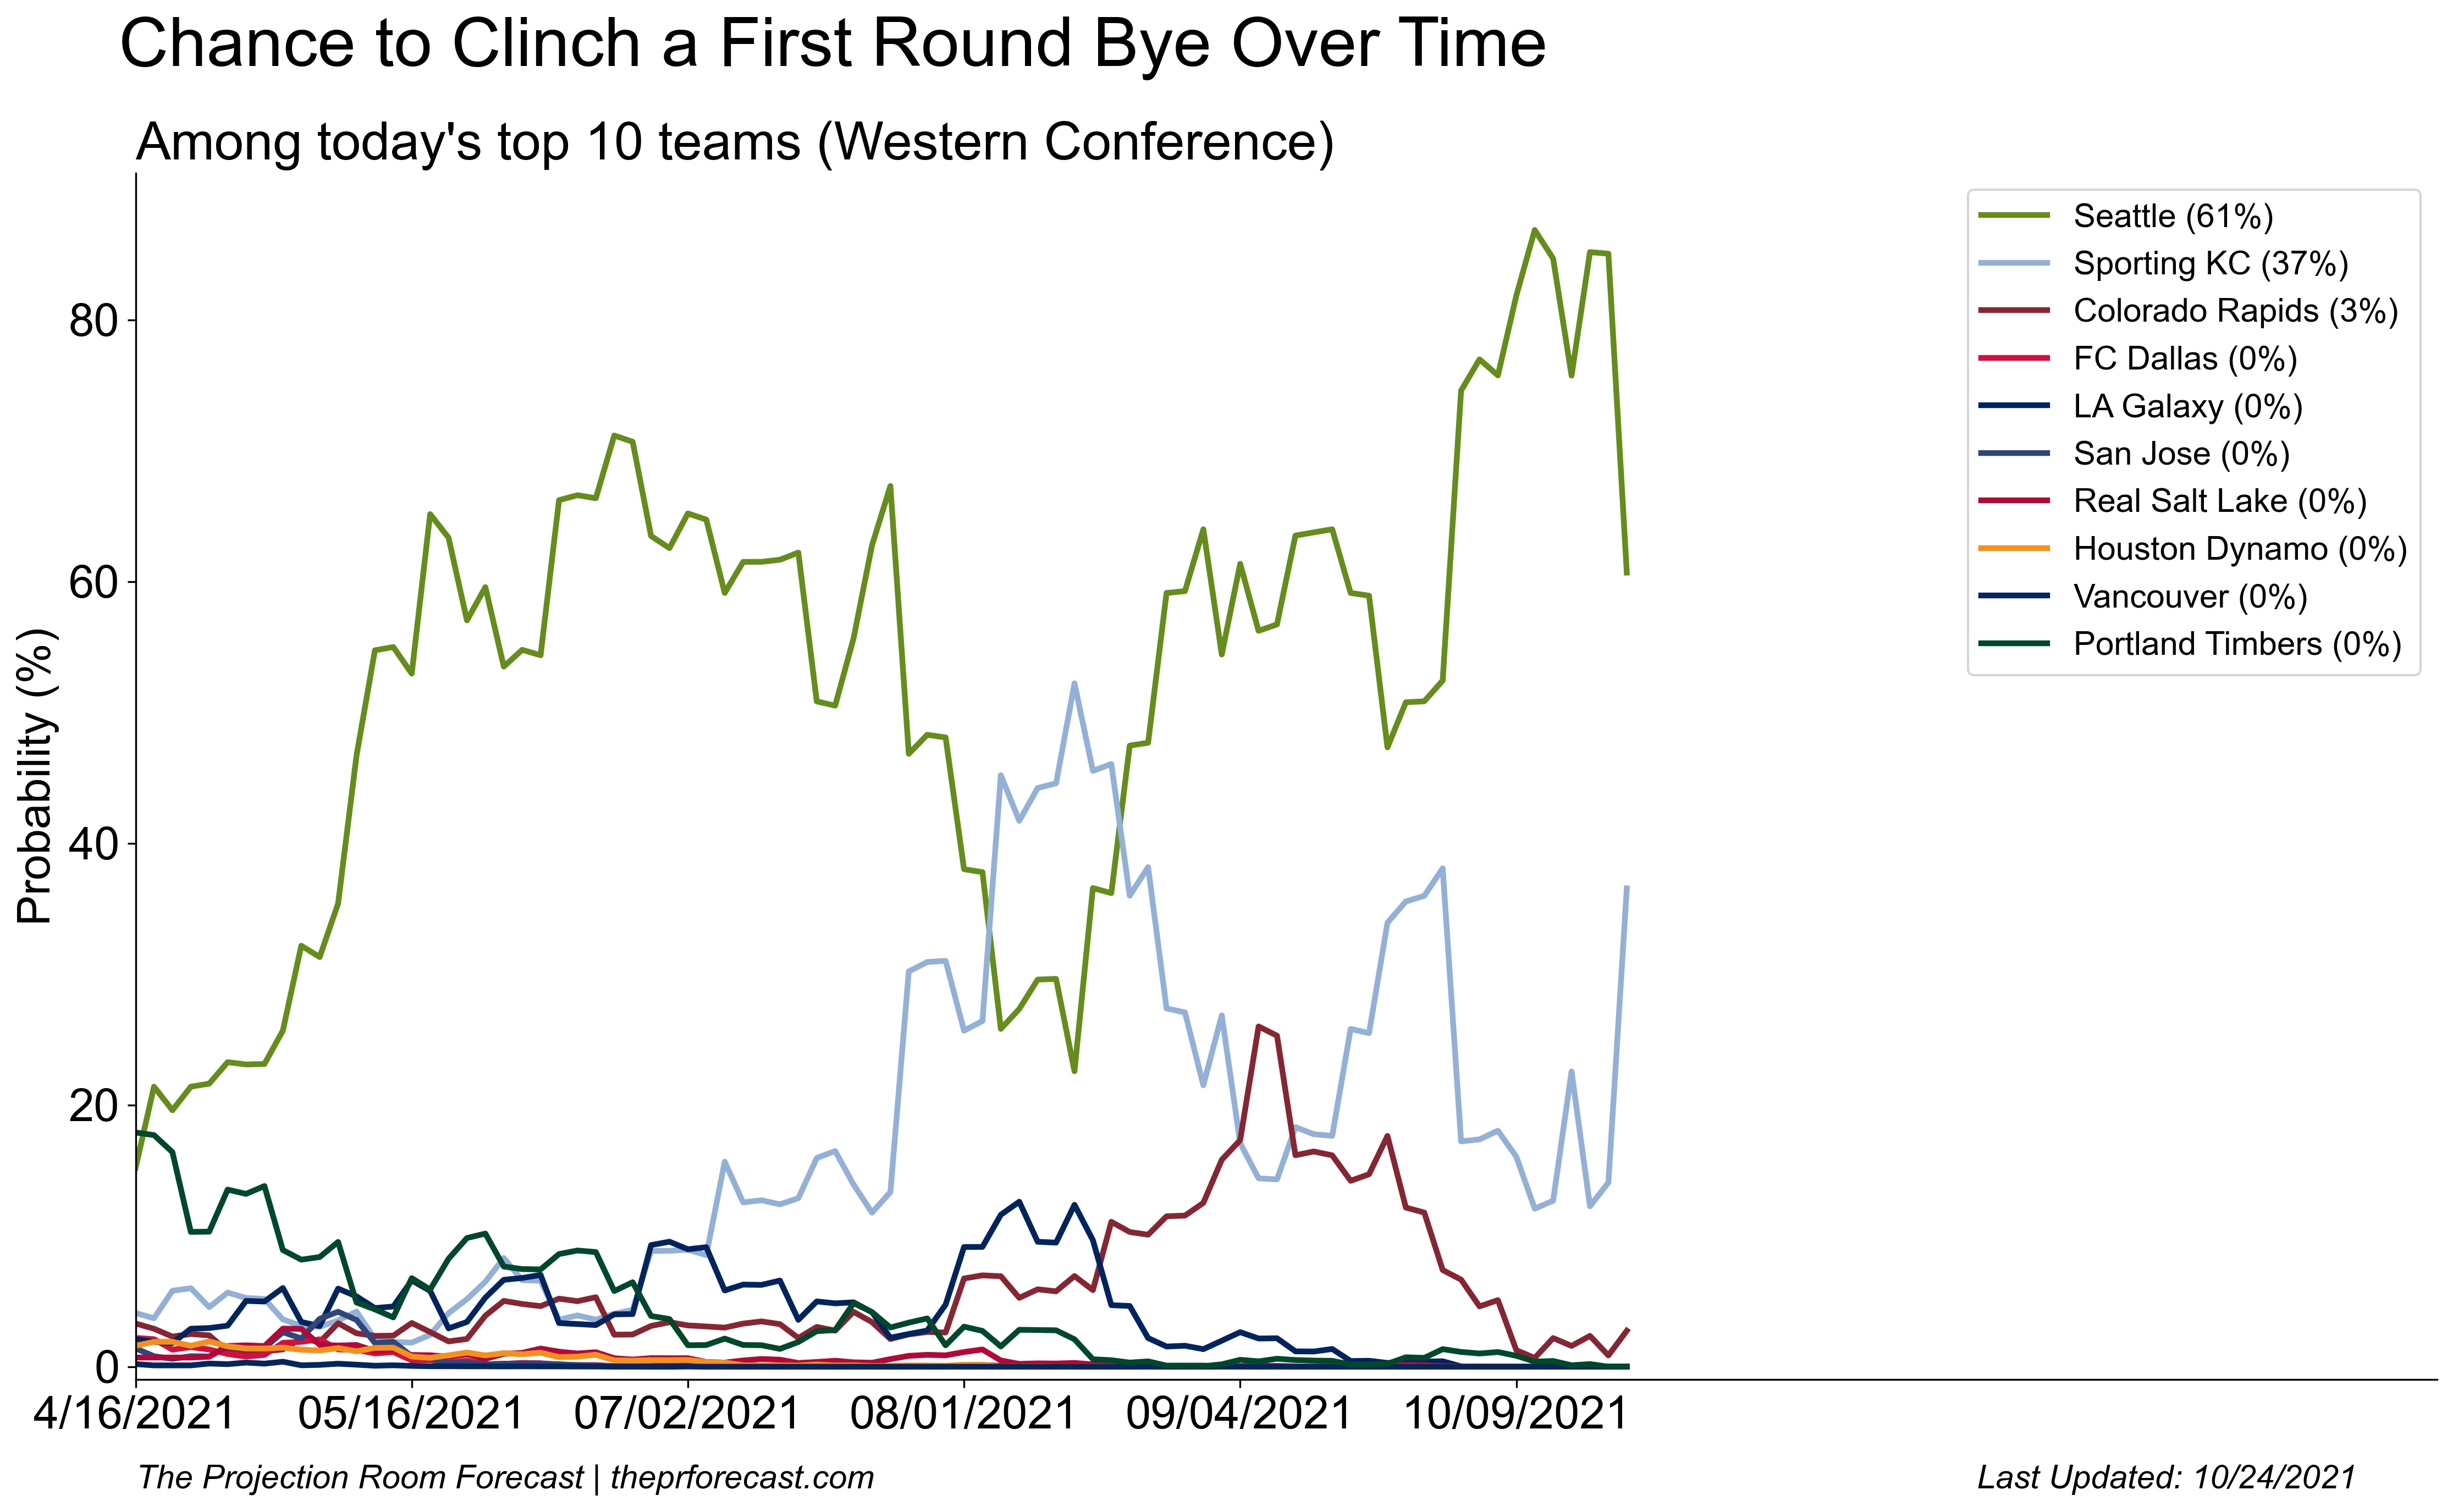 Chance to Clinch a First Round Bye Over Time
Among today's top 10 teams (Western Conference)
Seattle (61%)
Sporting KC (37%)
Colorado Rapids (3%)
FC Dallas (0%)
LA Galaxy (0%)
San Jose (0%)
Real Salt Lake (0%)
Houston Dynamo (0%)
Vancouver (0%)
Portland Timbers (0%)
Probability (%)
80
60
40
20
0
4/16/2021 05/16/2021 07/02/2021 08/01/2021 09/04/2021 10/09/2021
The Projection Room Forecast | theprforecast.com
Last Updated: 10/24/2021